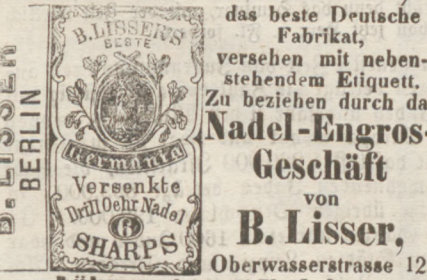 B. LISSER
BERLIN
B. LISSER'S
BESTE
Germania
Versenkte
Drill Oehr Nadel
6
SHARPS
das beste Deutsche
Fabrikat,
versehen mit neben-
stehendem Etiquett.
Zu beziehen durch da
Nadel-Engros-
Geschäft
von
B. Lisser,
Oberwasserstrasse 12